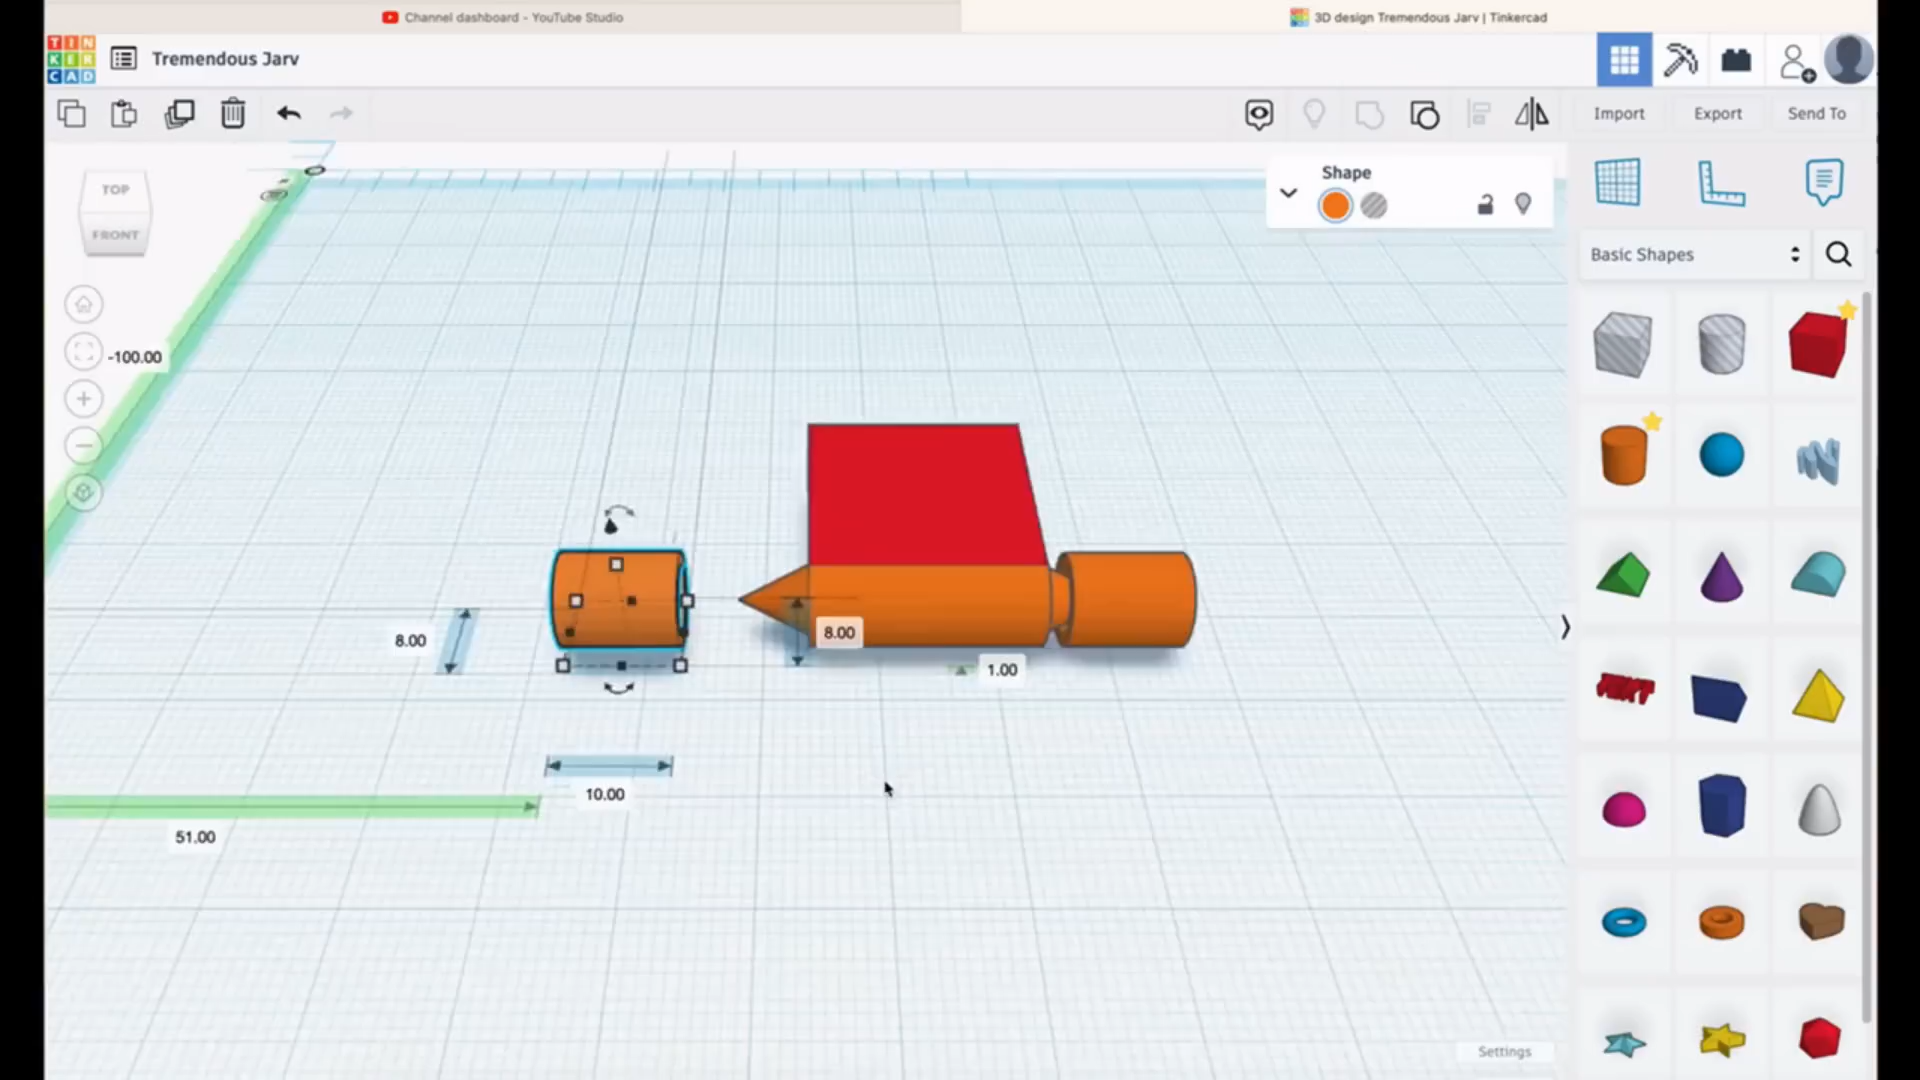 Channel dashboard - YouTube Studio
3D design Tremendous Jarv | Tinkercad
TIN
KER
CAD
Tremendous Jarv
Import
Export
Send To
TOP
FRONT
Shape
Basic Shapes
-100.00
8.00
8.00
1.00
10.00
51.00
Settings